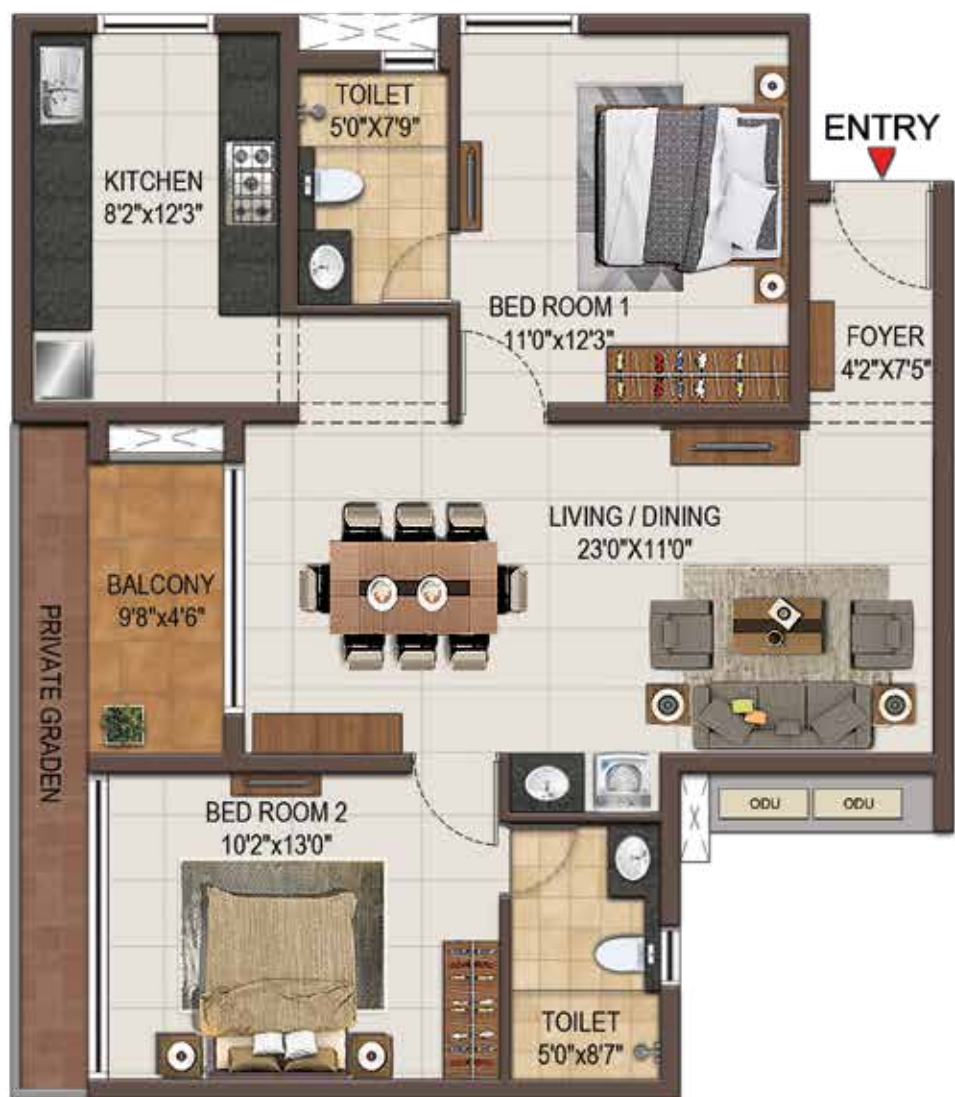 TOILET
5'0"X7'9"
ENTRY
KITCHEN
8'2"x12'3"
BED ROOM 1
11'0"x12'3"
FOYER
4'2"X7'5"
LIVING / DINING
23'0"X11'0"
BALCONY
9'8"x4'6"
PRIVATE GRADEN
ODU
ODU
BED ROOM 2
10'2"x13'0"
TOILET
5'0"x8'7"